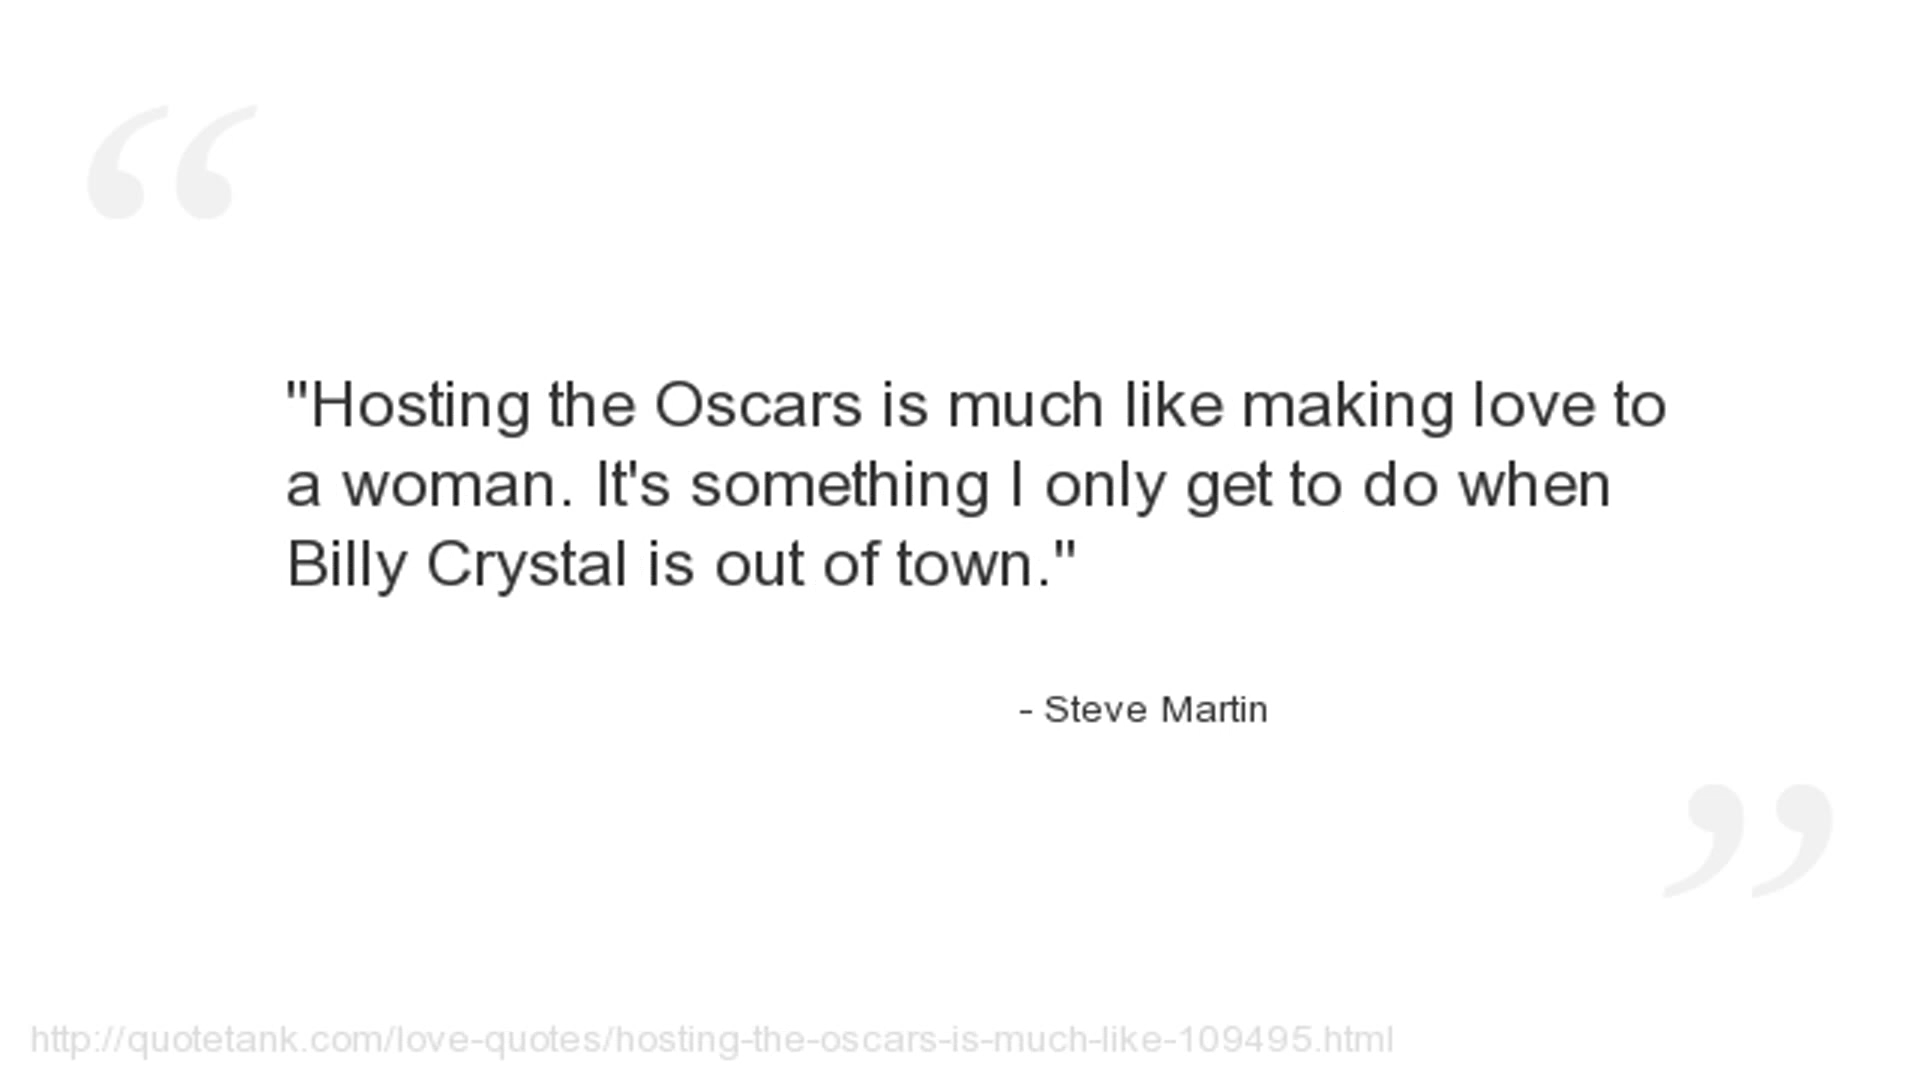 "Hosting the Oscars is much like making love to
a woman. It's something I only get to do when
Billy Crystal is out of town."
- Steve Martin
http://quotetank.com/love-quotes/hosting-the-oscars-is-much-like-109495.html